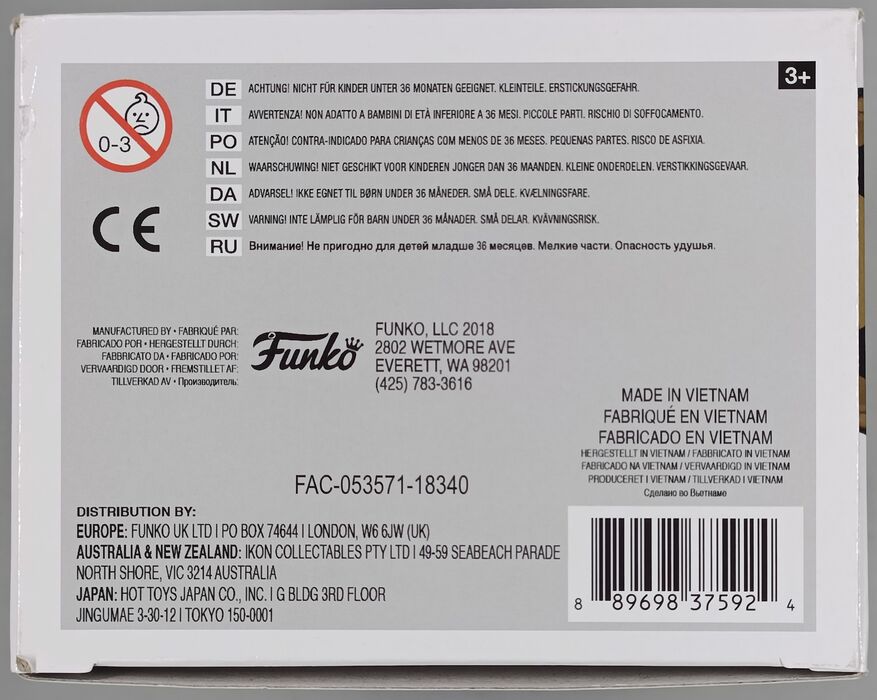 3+
0-3
DE ACHTUNG! NICHT FÜR KINDER UNTER 36 MONATEN GEEIGNET. KLEINTEILE. ERSTICKUNGSGEFAHR.
IT AVVERTENZA! NON ADATTO A BAMBINI DI ETÀ INFERIORE A 36 MESI. PICCOLE PARTI. RISCHIO DI SOFFOCAMENTO.
PO ATENÇÃO! CONTRA-INDICADO PARA CRIANÇAS COM MENOS DE 36 MESES. PEQUENAS PARTES. RISCO DE ASFIXIA.
NL WAARSCHUWING! NIET GESCHIKT VOOR KINDEREN JONGER DAN 36 MAANDEN. KLEINE ONDERDELEN. VERSTIKKINGSGEVAAR.
DA ADVARSEL! IKKE EGNET TIL BØRN UNDER 36 MÅNEDER. SMÅ DELE. KVÆLNINGSFARE.
SW VARNING! INTE LÄMPLIG FÖR BARN UNDER 36 MÅNADER. SMÅ DELAR. KVÄVNINGSRISK.
RU Внимание! Не пригодно для детей младше 36 месяцев. Мелкие части. Опасность удушья.
CE
MANUFACTURED BY • FABRIQUÉ PAR:
FABRICADO POR • HERGESTELLT DURCH:
FABBRICATO DA • FABRICADO POR:
VERVAARDIGD DOOR • FREMSTILLET AF:
TILLVERKAD AV • Производитель:
Funko
FUNKO, LLC 2018
2802 WETMORE AVE
EVERETT, WA 98201
(425) 783-3616
MADE IN VIETNAM
FABRIQUÉ EN VIETNAM
FABRICADO EN VIETNAM
HERGESTELLT IN VIETNAM / FABBRICATO IN VIETNAM
FABRICADO NA VIETNAM / VERVAARDIGD IN VIETNAM
PRODUCERET I VIETNAM / TILLVERKAD I VIETNAM
Сделано во Вьетнаме
FAC-053571-18340
DISTRIBUTION BY:
EUROPE: FUNKO UK LTD | PO BOX 74644 | LONDON, W6 6JW (UK)
AUSTRALIA & NEW ZEALAND: IKON COLLECTABLES PTY LTD | 49-59 SEABEACH PARADE
NORTH SHORE, VIC 3214 AUSTRALIA
JAPAN: HOT TOYS JAPAN CO., INC. | G BLDG 3RD FLOOR
JINGUMAE 3-30-12 | TOKYO 150-0001
8 89698 37592 4